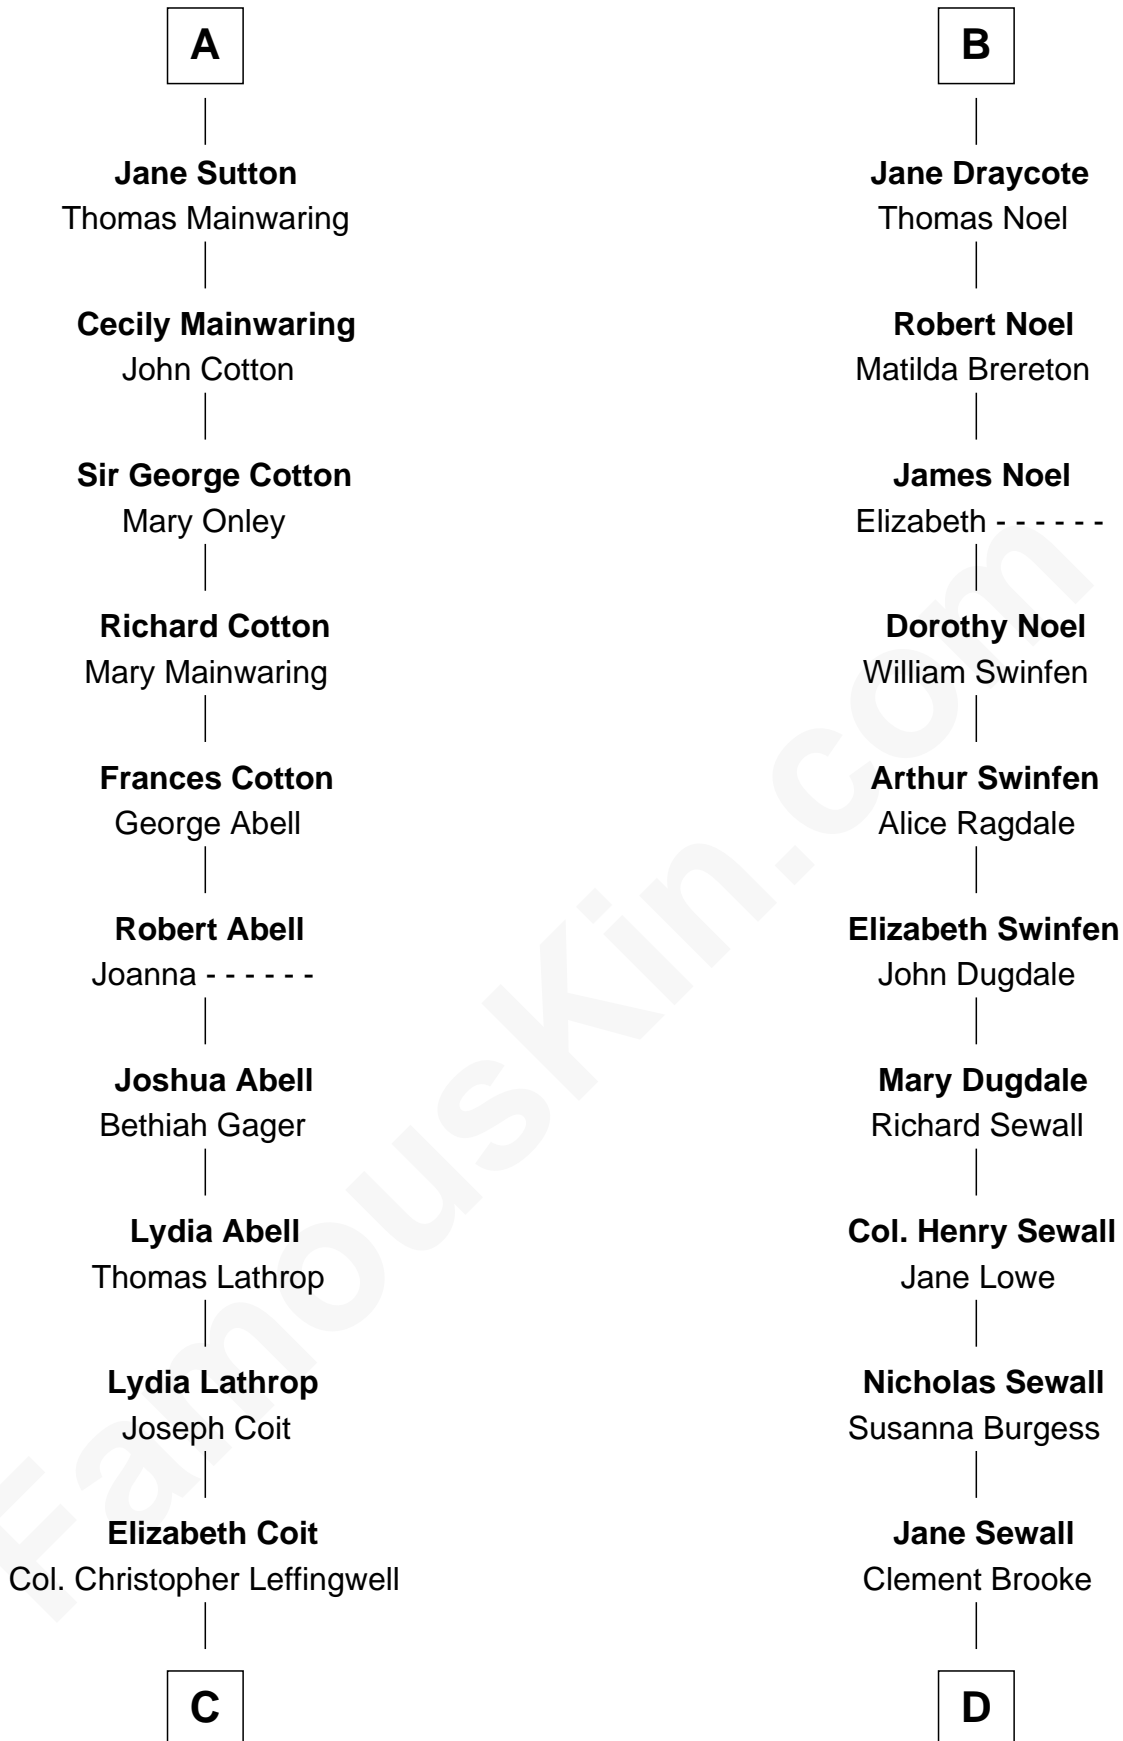 A
Jane Sutton
Thomas Mainwaring
Cecily Mainwaring
John Cotton
Sir George Cotton
Mary Onley
Richard Cotton
Mary Mainwaring
Frances Cotton
George Abell
Robert Abell
Joanna - - - - - -
Joshua Abell
Bethiah Gager
Lydia Abell
Thomas Lathrop
Lydia Lathrop
Joseph Coit
Elizabeth Coit
Col. Christopher Leffingwell
C
B
Jane Draycote
Thomas Noel
Robert Noel
Matilda Brereton
James Noel
Elizabeth - - - - - -
Dorothy Noel
William Swinfen
Arthur Swinfen
Alice Ragdale
Elizabeth Swinfen
John Dugdale
Mary Dugdale
Richard Sewall
Col. Henry Sewall
Jane Lowe
Nicholas Sewall
Susanna Burgess
Jane Sewall
Clement Brooke
D
FamousKin.com